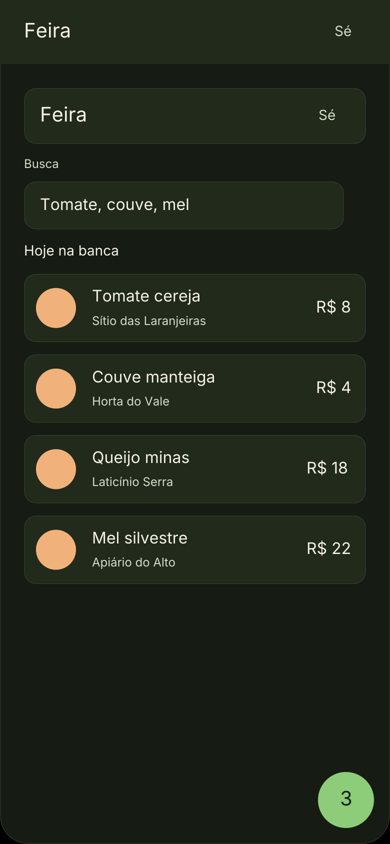 Feira
Sé
Feira
Sé
Busca
Tomate, couve, mel
Hoje na banca
Tomate cereja
Sítio das Laranjeiras
R$ 8
Couve manteiga
Horta do Vale
R$ 4
Queijo minas
Laticínio Serra
R$ 18
Mel silvestre
Apiário do Alto
R$ 22
3